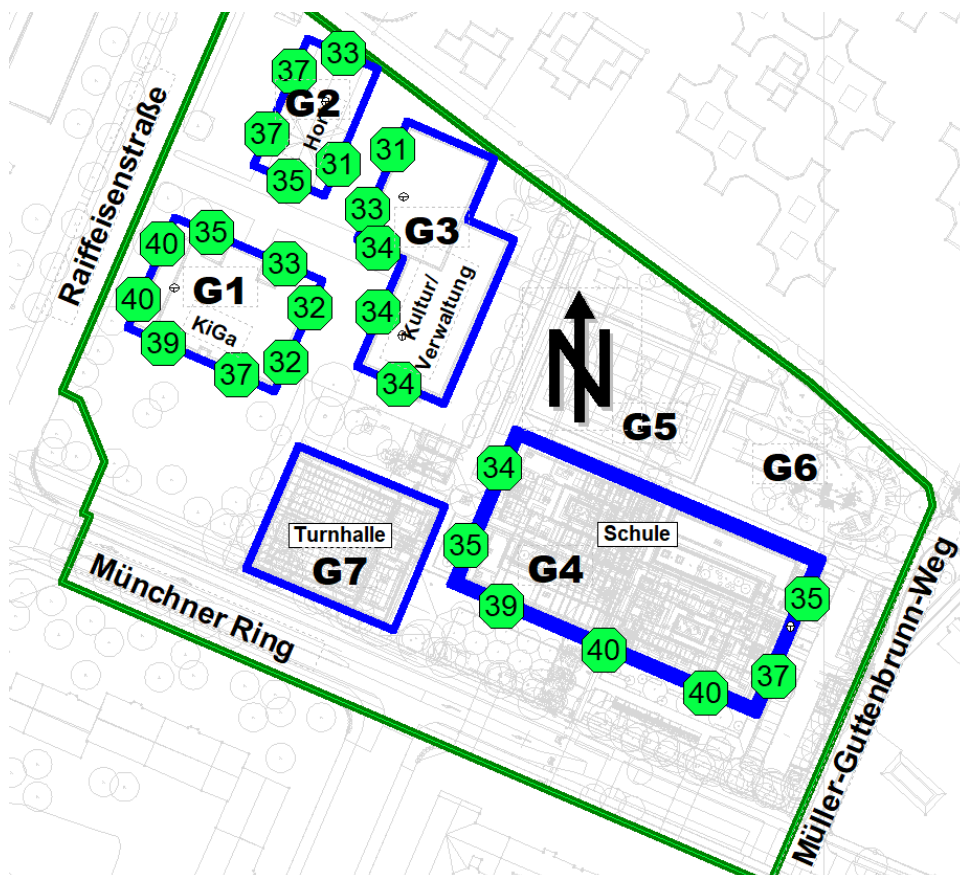 33
37
G2
Hort
37
31
35
31
33
G3
34
Raiffeisenstraße
40
35
33
G1
40
32
KiGa
39
37
32
34
Kultur/
Verwaltung
34
N
G5
G6
34
35
Turnhalle
G7
Schule
G4
39
40
40
35
37
Münchner Ring
Müller-Guttenbrunn-Weg